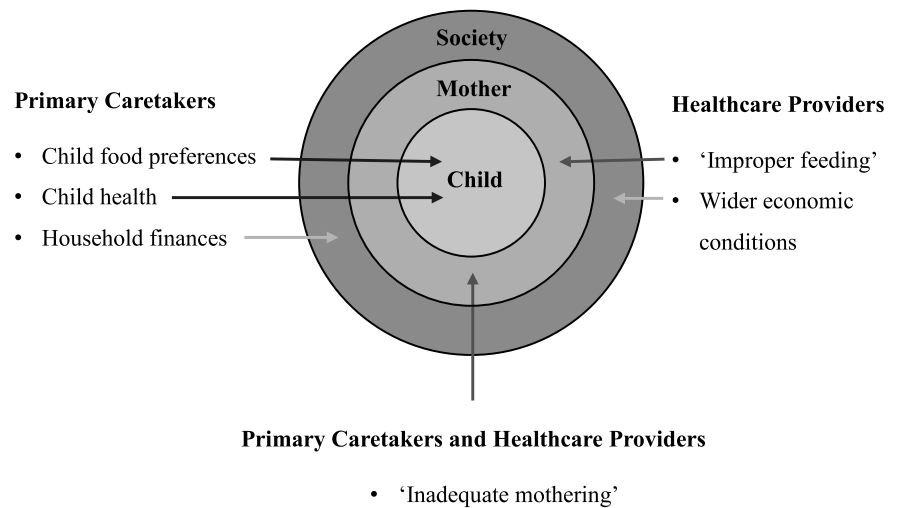 Society
Mother
Child
Primary Caretakers
• Child food preferences
• Child health
• Household finances
Healthcare Providers
• ‘Improper feeding’
• Wider economic
conditions
Primary Caretakers and Healthcare Providers
• ‘Inadequate mothering’